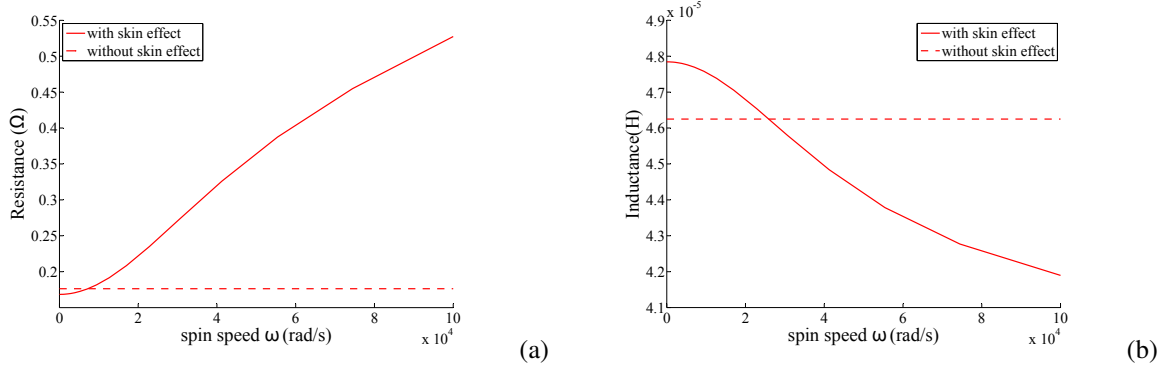 0.55
0.5
0.45
0.4
0.35
0.3
0.25
0.2
Resistance (Ω)
with skin effect
without skin effect
0 2 4 6 8 10
x 10^4
spin speed ω (rad/s)
(a)
x 10^-5
4.9
4.8
4.7
4.6
4.5
4.4
4.3
4.2
4.1
Inductance(H)
with skin effect
without skin effect
0 2 4 6 8 10
x 10^4
spin speed ω (rad/s)
(b)